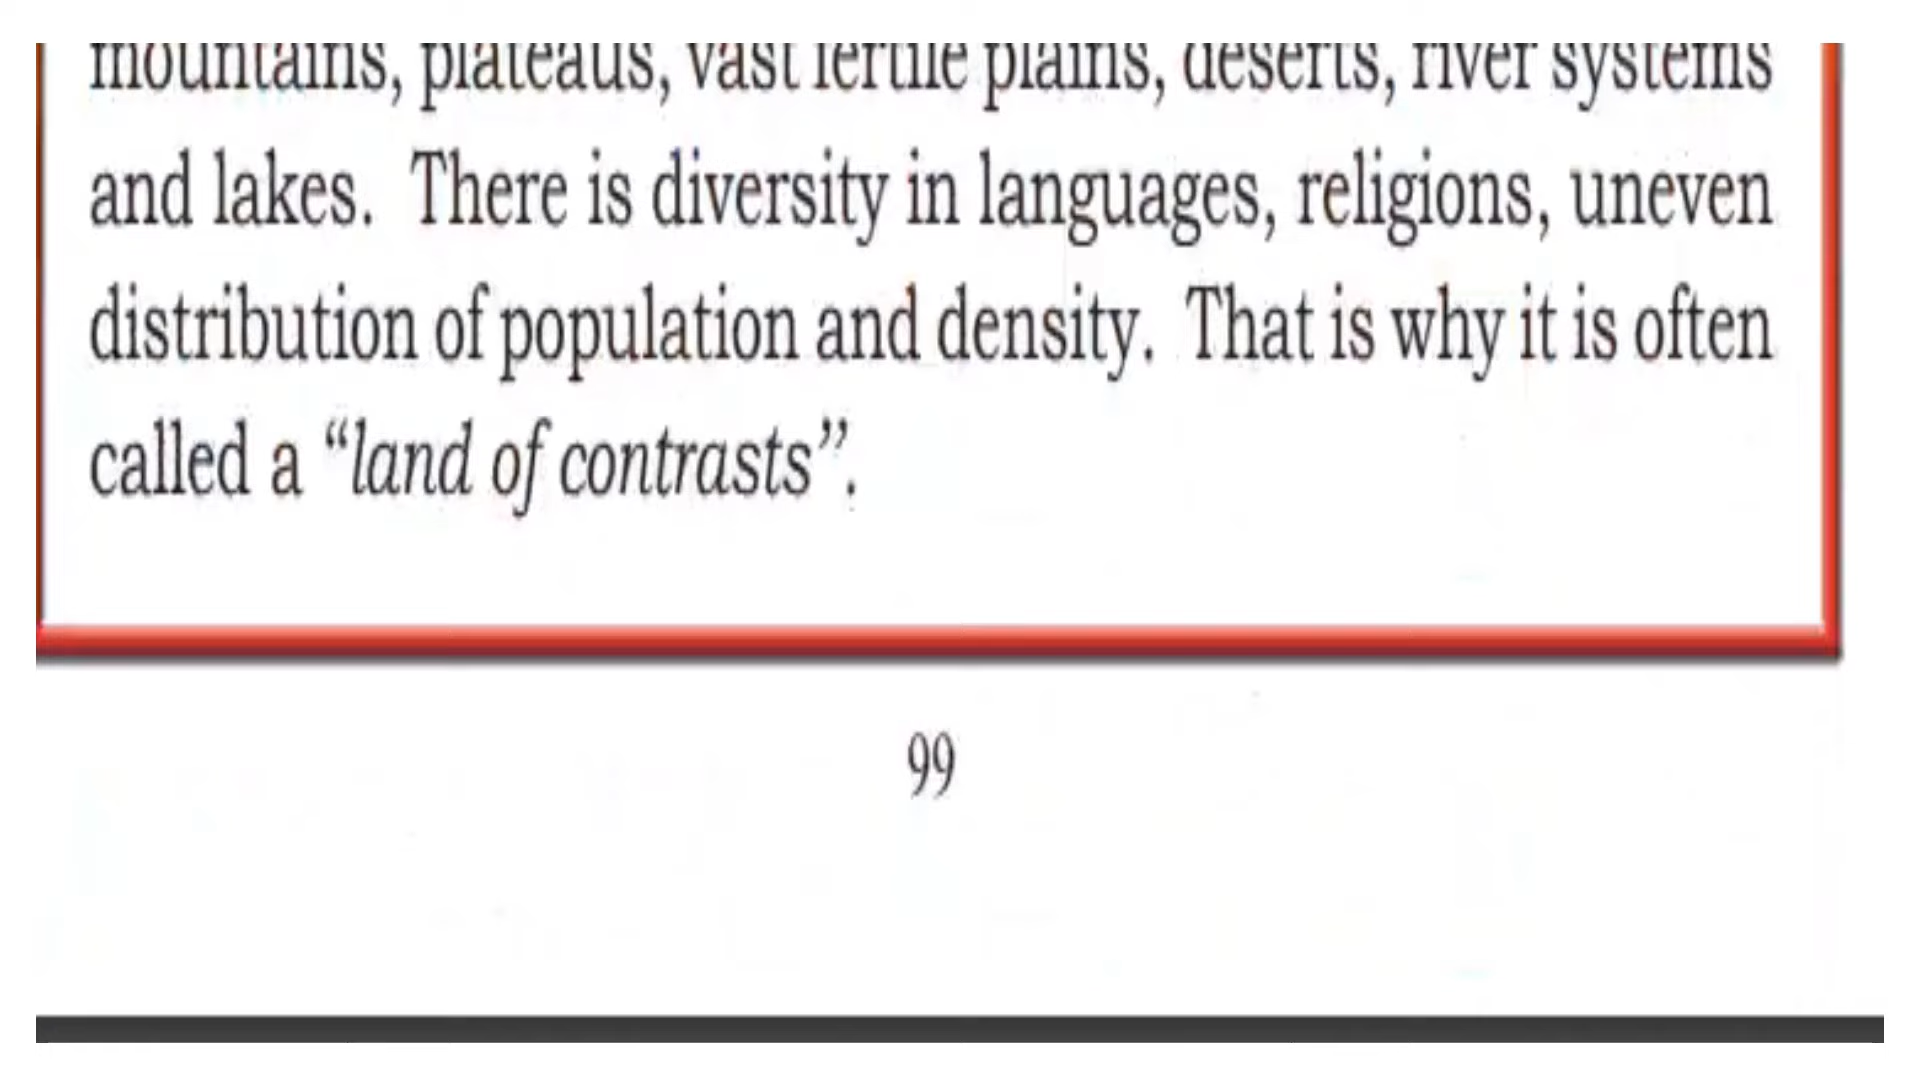 mountains, plateaus, vast fertile plains, deserts, river systems
and lakes. There is diversity in languages, religions, uneven
distribution of population and density. That is why it is often
called a “land of contrasts”.
99